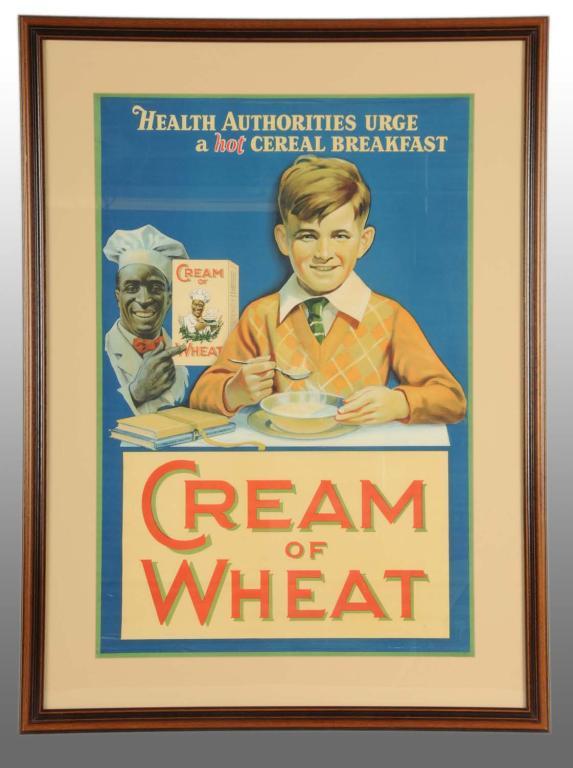 HEALTH AUTHORITIES URGE
a hot CEREAL BREAKFAST
CREAM
OF
WHEAT
CREAM
OF
WHEAT